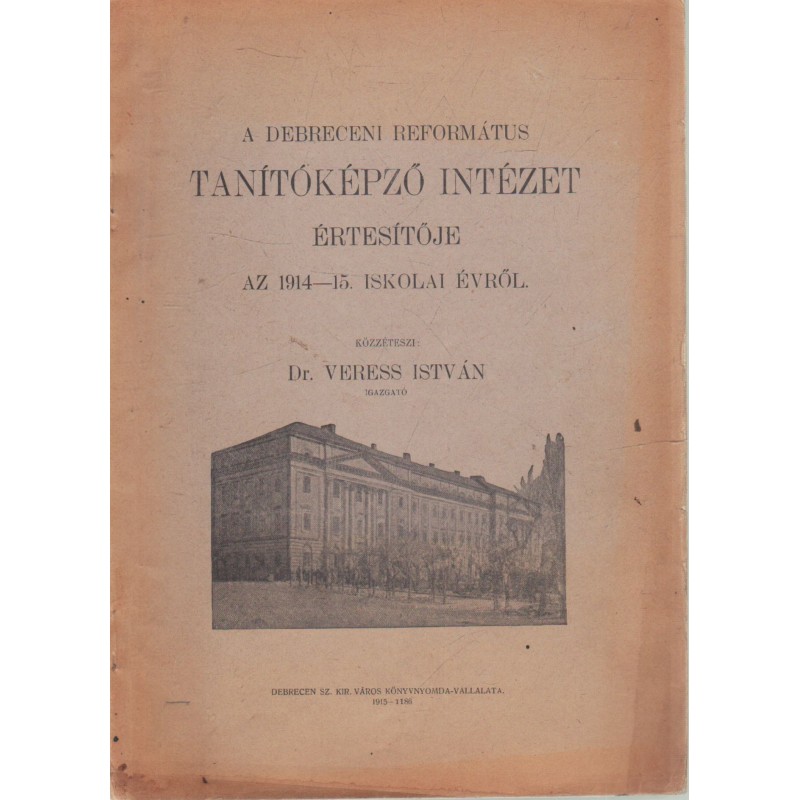 A DEBRECENI REFORMÁTUS
TANÍTÓKÉPZŐ INTÉZET
ÉRTESÍTŐJE
AZ 1914—15. ISKOLAI ÉVRŐL.
KÖZZÉTESZI:
Dr. VERESS ISTVÁN
IGAZGATÓ
DEBRECEN SZ. KIR. VÁROS KÖNYVNYOMDA-VÁLLALATA.
1915—1186